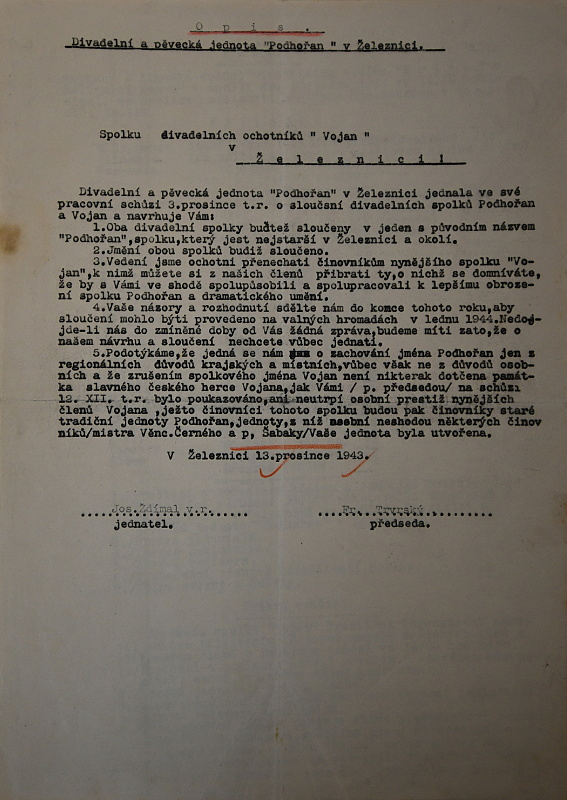 O p i s .
Divadelní a pěvecká jednota "Podhořan " v Železnici.
Spolku divadelních ochotníků " Vojan "
v
Ž e l e z n i c i !
Divadelní a pěvecká jednota "Podhořan" v Železnici jednala ve své
pracovní schůzi 3.prosince t.r. o sloučsní divadelních spolků Podhořan
a Vojan a navrhuje Vám:
1.Oba divadelní spolky buďtež sloučeny v jeden s původním názvem
"Podhořan",spolku,který jest nejstarší v Železnici a okolí.
2.Jmění obou spolků budiž sloučeno.
3.Vedení jsme ochotni přenechati činovníkům nynějšího spolku "Vo-
jan",k nimž můžete si z našich členů přibrati ty,o nichž se domníváte,
že by s Vámi ve shodě spolupůsobili a spolupracovali k lepšímu obroze-
ní spolku Podhořan a dramatického umění.
4.Vaše názory a rozhodnutí sdělte nám do konce tohoto roku,aby
sloučení mohlo býti provedeno na valných hromadách v lednu 1944.Nedoj-
jde-li nás do zmíněné doby od Vás žádná zpráva,budeme míti zato,že o
našem návrhu a sloučení nechcete vůbec jednati.
5.Podotýkáme,že jedná se nám o zachování jména Podhořan jen z
regionálních důvodů krajských a místních,vůbec však ne z důvodů osob-
ních a že zrušením spolkového jména Vojan není nikterak dotčena památ-
ka slavného českého herce Vojana,jak Vámi / p. předsedou/ na schůzi
12. XII. t.r. bylo poukazováno,ani neutrpí osobní prestiž nynějších
členů Vojana ,ježto činovníci tohoto spolku budou pak činovníky staré
tradiční jednoty Podhořan,jednoty,z níž osobní neshodou některých činov
níků/mistra Věnc.Černého a p, Sabaky/Vaše jednota byla utvořena.
V Železnici 13.prosince 1943.
Jos.Ždímal v.r.
Fr. Tryrský
jednatel.
předseda.